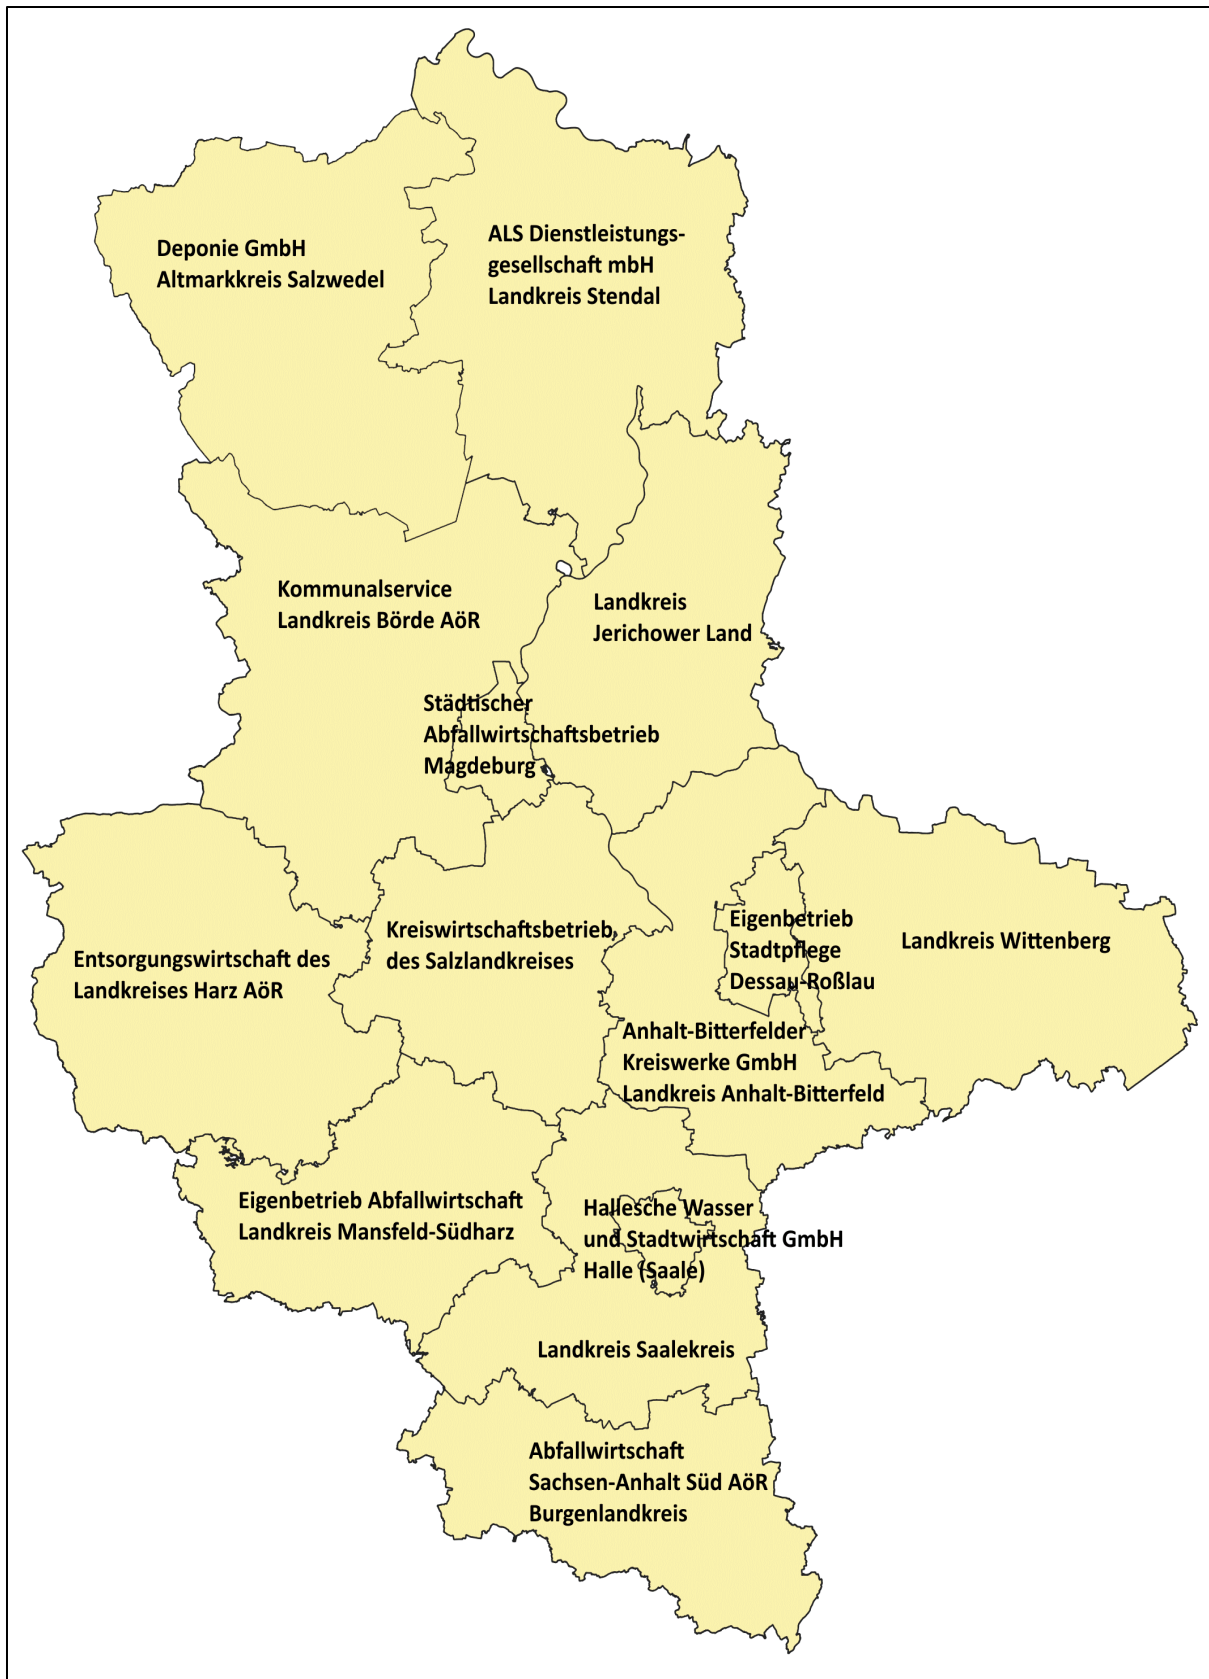 Deponie GmbH
Altmarkkreis Salzwedel
ALS Dienstleistungs-
gesellschaft mbH
Landkreis Stendal
Kommunalservice
Landkreis Börde AöR
Landkreis
Jerichower Land
Städtischer
Abfallwirtschaftsbetrieb
Magdeburg
Entsorgungswirtschaft des
Landkreises Harz AöR
Kreiswirtschaftsbetrieb
des Salzlandkreises
Eigenbetrieb
Stadtpflege
Dessau-Roßlau
Landkreis Wittenberg
Anhalt-Bitterfelder
Kreiswerke GmbH
Landkreis Anhalt-Bitterfeld
Eigenbetrieb Abfallwirtschaft
Landkreis Mansfeld-Südharz
Hallesche Wasser
und Stadtwirtschaft GmbH
Halle (Saale)
Landkreis Saalekreis
Abfallwirtschaft
Sachsen-Anhalt Süd AöR
Burgenlandkreis